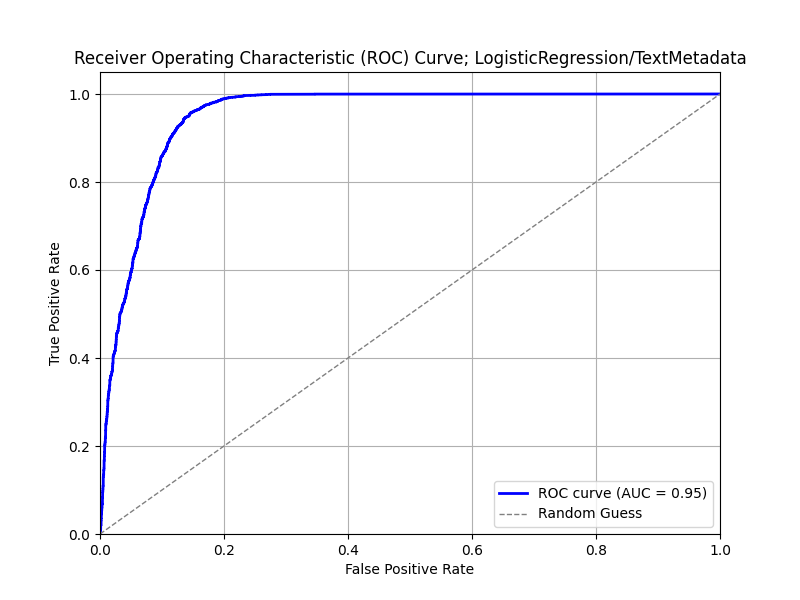 Receiver Operating Characteristic (ROC) Curve; LogisticRegression/TextMetadata
True Positive Rate
1.0
0.8
0.6
0.4
0.2
0.0
ROC curve (AUC = 0.95)
Random Guess
0.0 0.2 0.4 0.6 0.8 1.0
False Positive Rate